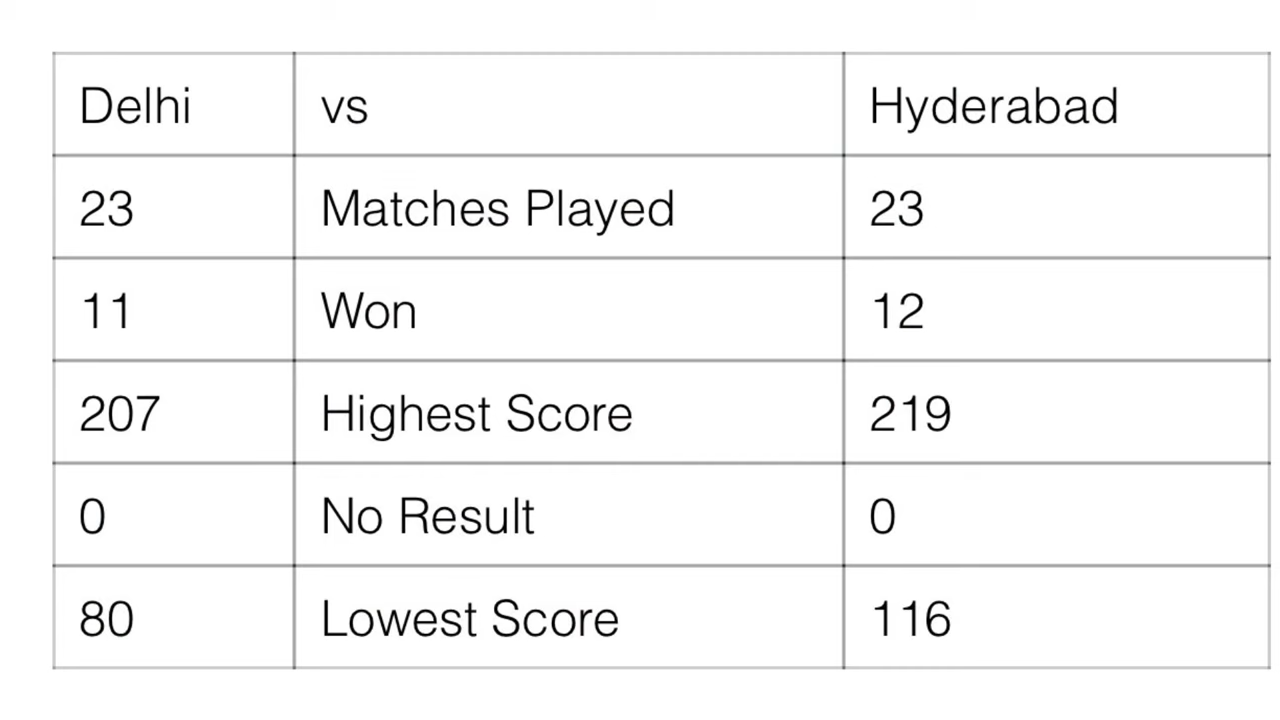 Delhi vs Hyderabad
23 Matches Played 23
11 Won 12
207 Highest Score 219
0 No Result 0
80 Lowest Score 116